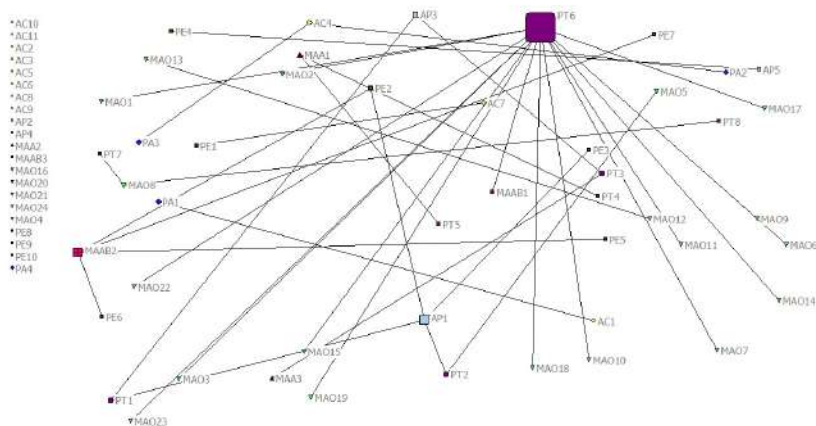 AC10
AC11
AC2
AC3
AC5
AC6
AC8
AC9
AP2
AP4
MAA2
MAAB3
MAO16
MAO20
MAO21
MAO24
MAO4
PE8
PE9
PE10
PA4
AC4
AP3
PT6
PE4
PE7
MAO13
MAA1
MAO2
PA2
AP5
PE2
MAO5
MAO1
AC7
MAO17
PT8
PA3
PE1
PE3
PT7
PT3
MAO8
MAAB1
PT4
PA1
MAO12
MAO9
PT5
PE5
MAO11
MAO6
MAAB2
MAO22
MAO14
PE6
AP1
AC1
MAO15
MAO7
MAO10
MAO18
MAO3
MAA3
PT2
MAO19
PT1
MAO23